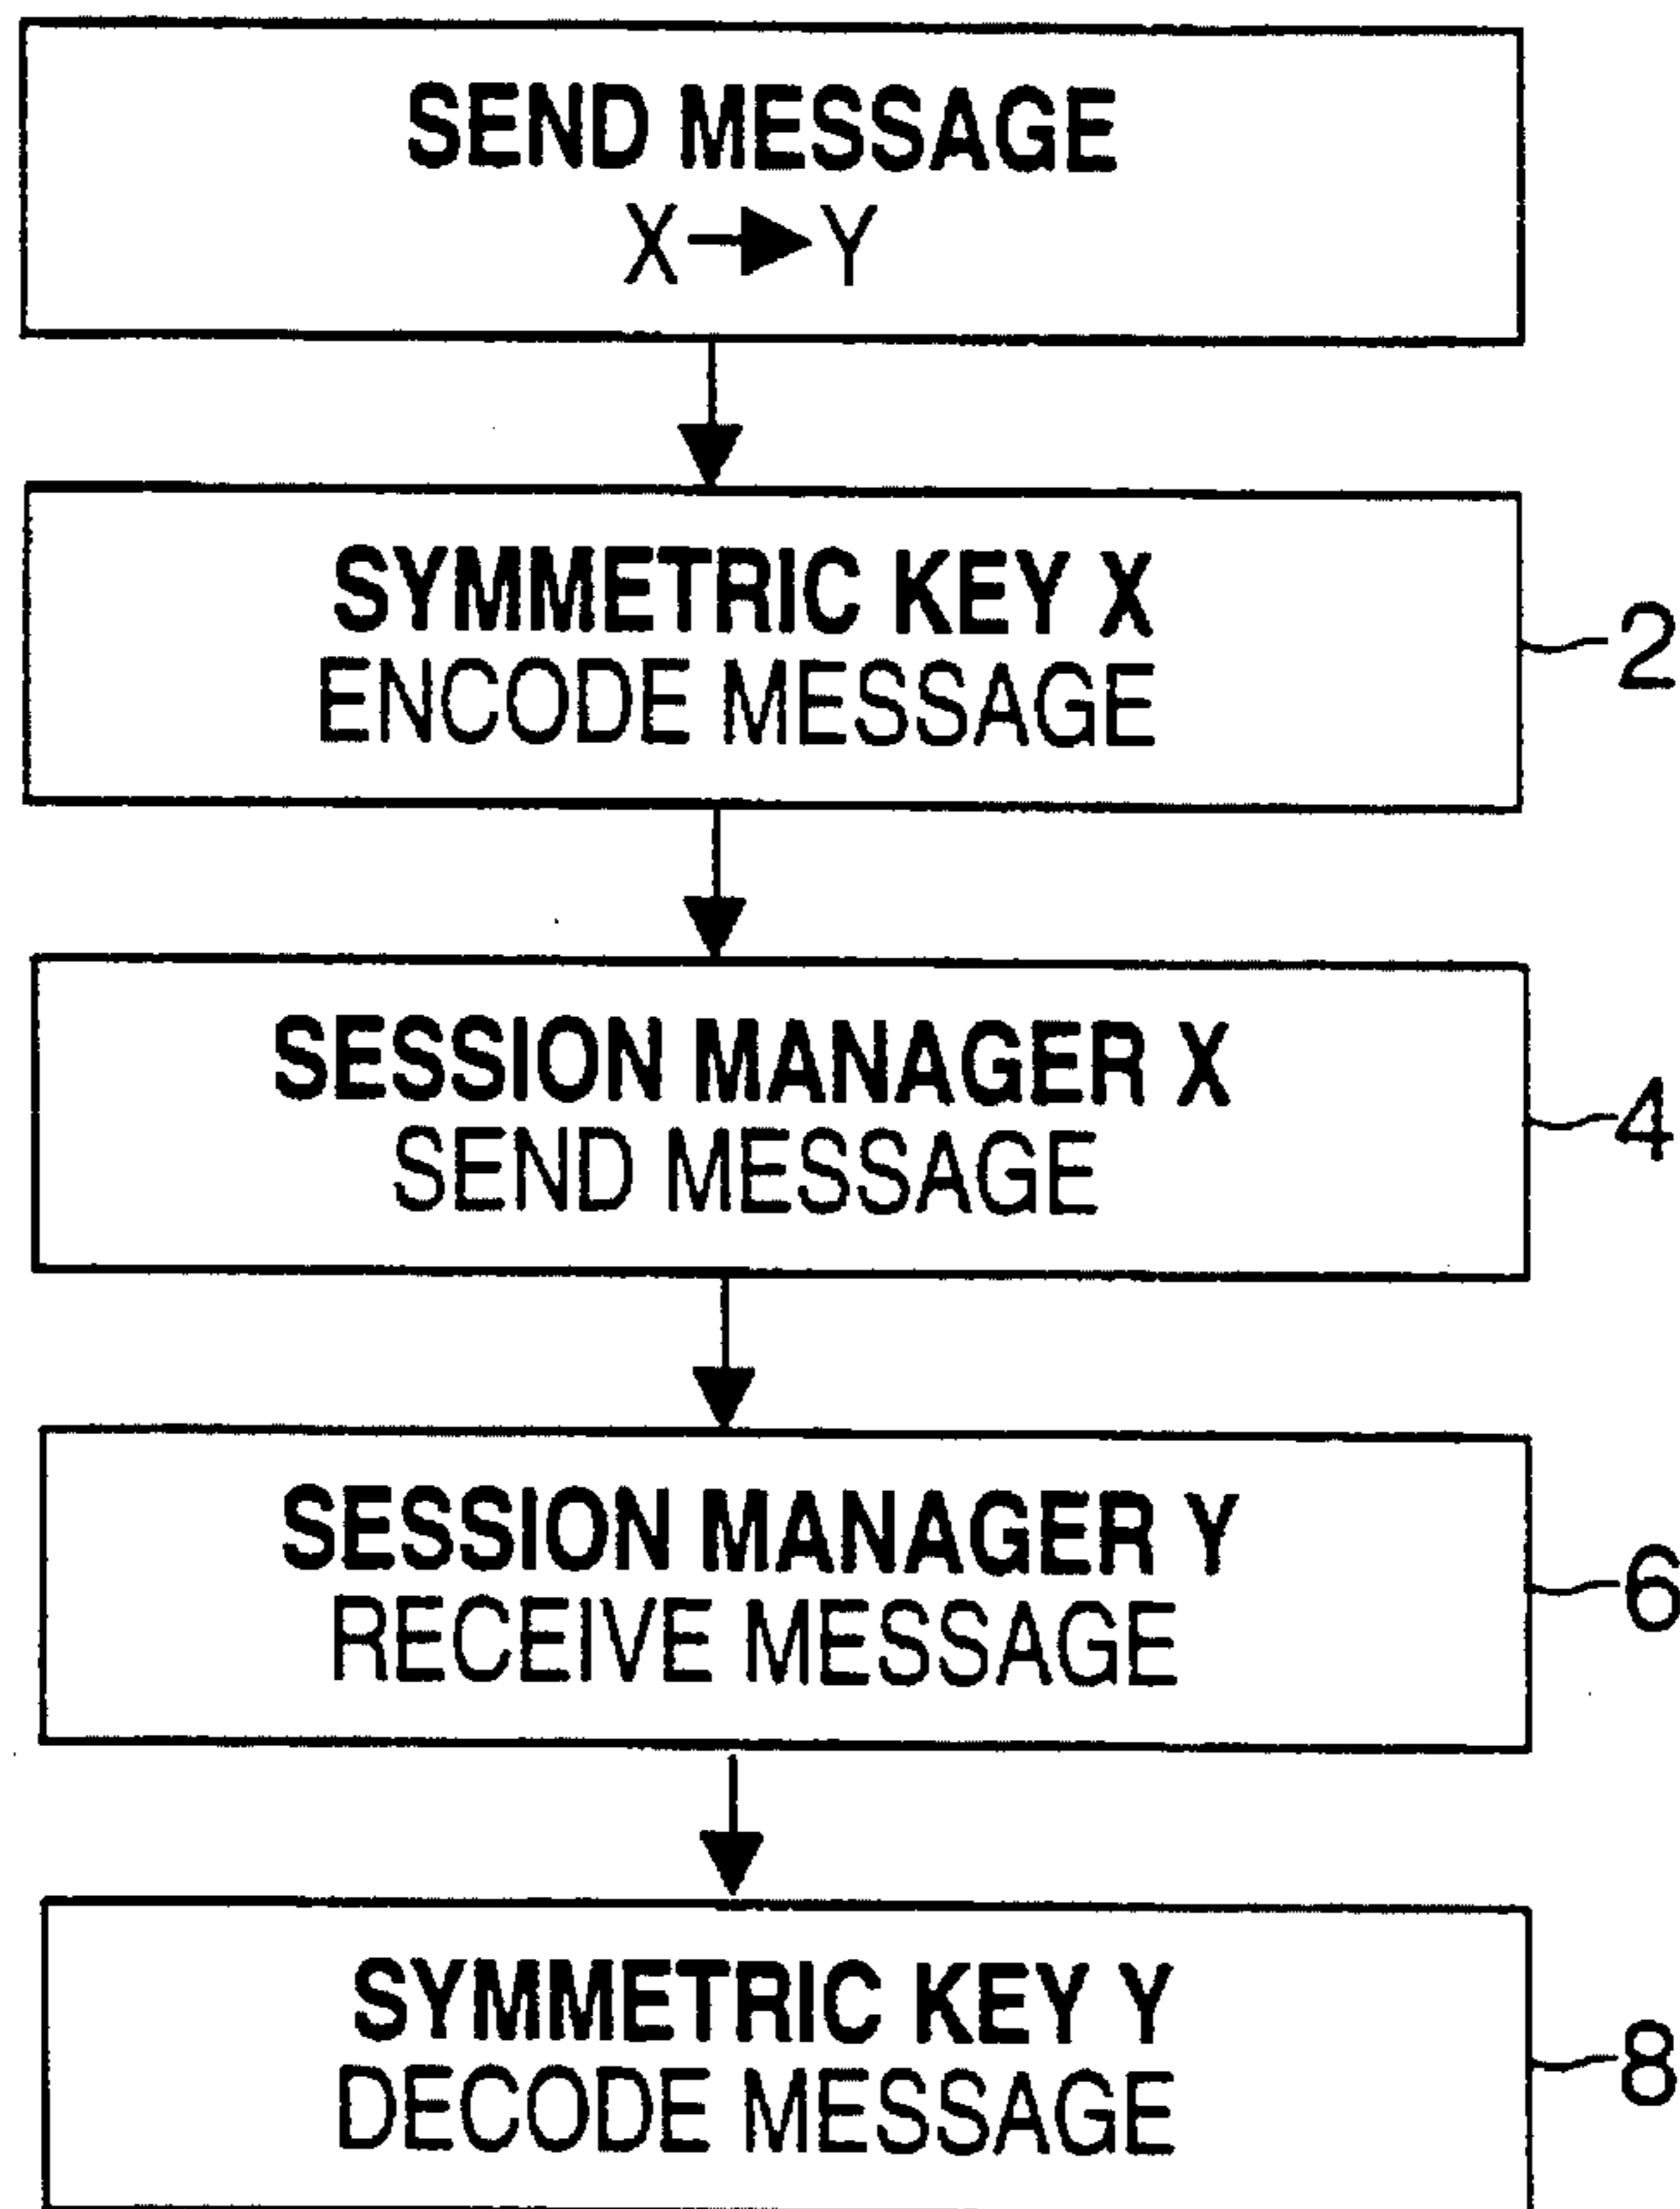 SEND MESSAGE
X → Y
SYMMETRIC KEY X
ENCODE MESSAGE
2
SESSION MANAGER X
SEND MESSAGE
4
SESSION MANAGER Y
RECEIVE MESSAGE
6
SYMMETRIC KEY Y
DECODE MESSAGE
8